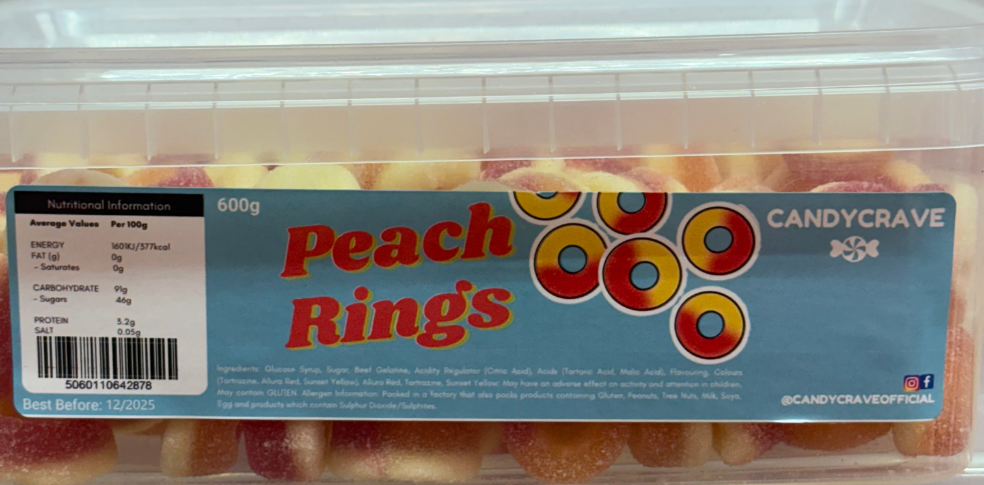 Nutritional Information
Average Values Per 100g
ENERGY 1601KJ/377kcal
FAT (g) 0g
- Saturates 0g
CARBOHYDRATE 91g
- Sugars 46g
PROTEIN 5.2g
SALT 0.05g
5060110642878
Best Before: 12/2025
600g
Peach
Rings
Ingredients: Glucose Syrup, Sugar, Beef Gelatine, Acidity Regulator (Citric Acid), Acids (Tartaric Acid, Malic Acid), Flavouring, Colours
(Tartrazine, Allura Red, Sunset Yellow). Allura Red, Tartrazine, Sunset Yellow: May have an adverse effect on activity and attention in children.
May contain GLUTEN. Allergen Information: Packed in a factory that also packs products containing Gluten, Peanuts, Tree Nuts, Milk, Soya,
Egg and products which contain Sulphur Dioxide/Sulphites.
CANDYCRAVE
@CANDYCRAVEOFFICIAL